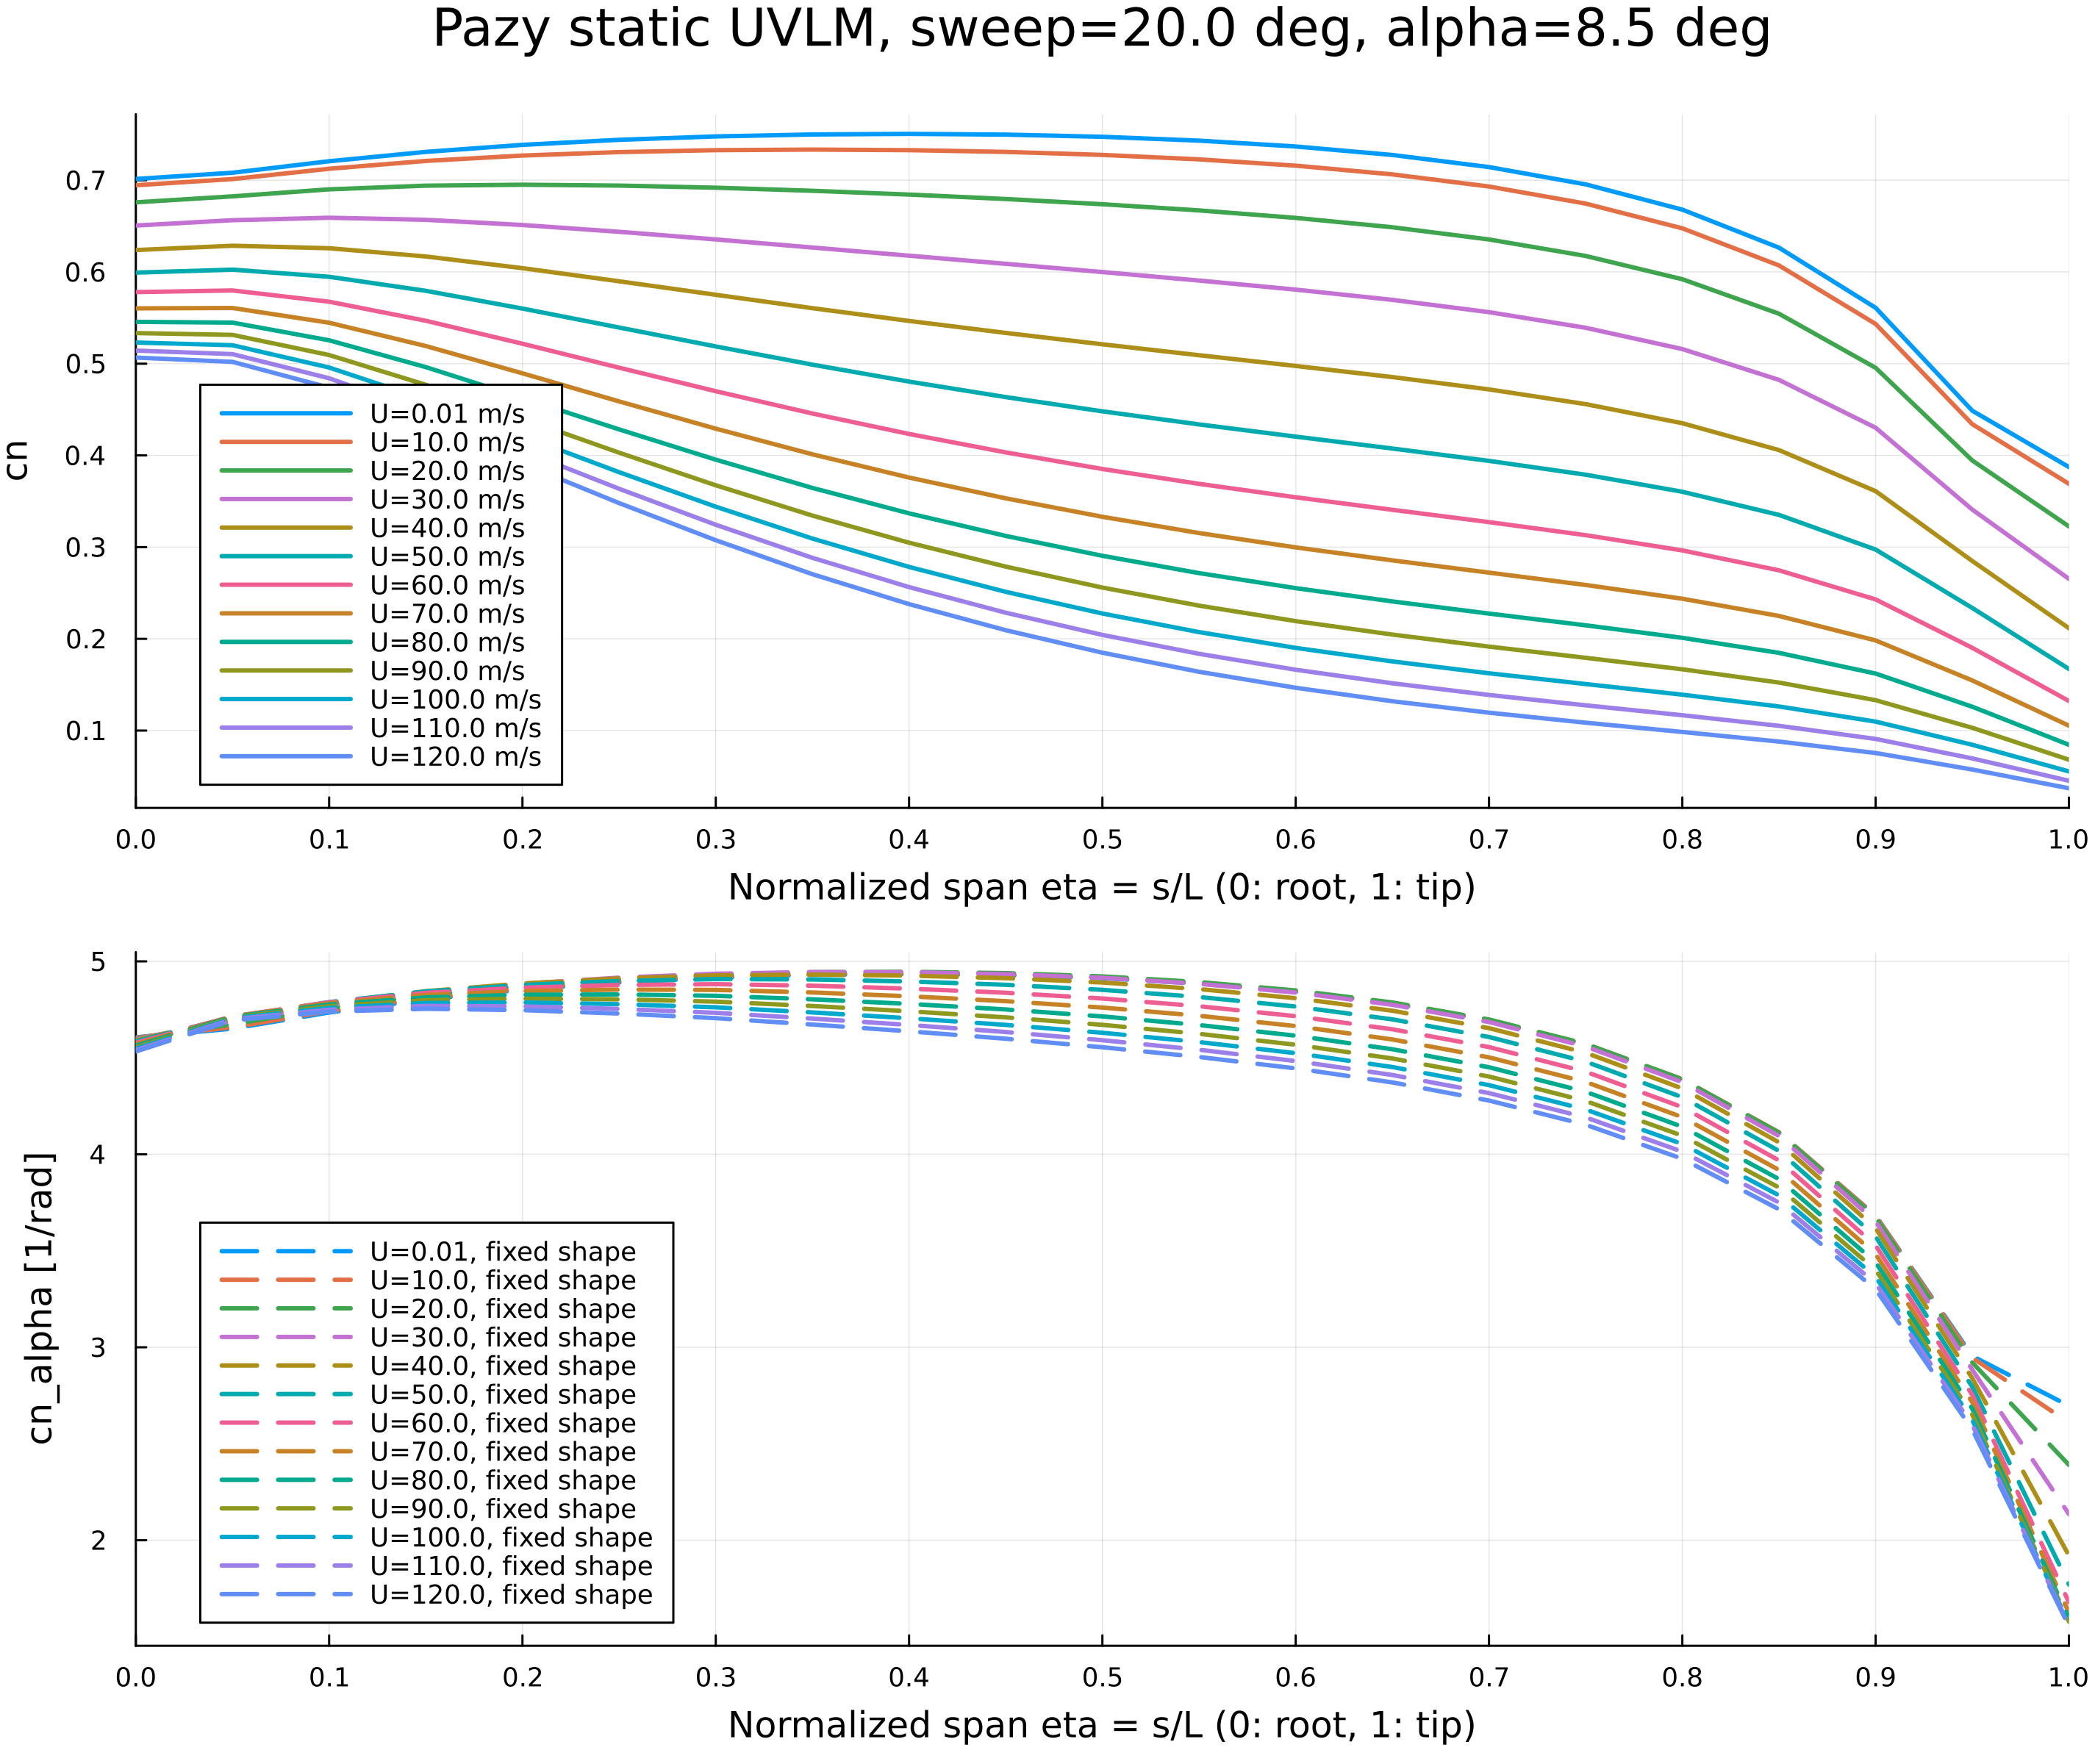 Pazy static UVLM, sweep=20.0 deg, alpha=8.5 deg
cn
0.7
0.6
0.5
0.4
0.3
0.2
0.1
U=0.01 m/s
U=10.0 m/s
U=20.0 m/s
U=30.0 m/s
U=40.0 m/s
U=50.0 m/s
U=60.0 m/s
U=70.0 m/s
U=80.0 m/s
U=90.0 m/s
U=100.0 m/s
U=110.0 m/s
U=120.0 m/s
0.0 0.1 0.2 0.3 0.4 0.5 0.6 0.7 0.8 0.9 1.0
Normalized span eta = s/L (0: root, 1: tip)
cn_alpha [1/rad]
5
4
3
2
U=0.01, fixed shape
U=10.0, fixed shape
U=20.0, fixed shape
U=30.0, fixed shape
U=40.0, fixed shape
U=50.0, fixed shape
U=60.0, fixed shape
U=70.0, fixed shape
U=80.0, fixed shape
U=90.0, fixed shape
U=100.0, fixed shape
U=110.0, fixed shape
U=120.0, fixed shape
0.0 0.1 0.2 0.3 0.4 0.5 0.6 0.7 0.8 0.9 1.0
Normalized span eta = s/L (0: root, 1: tip)